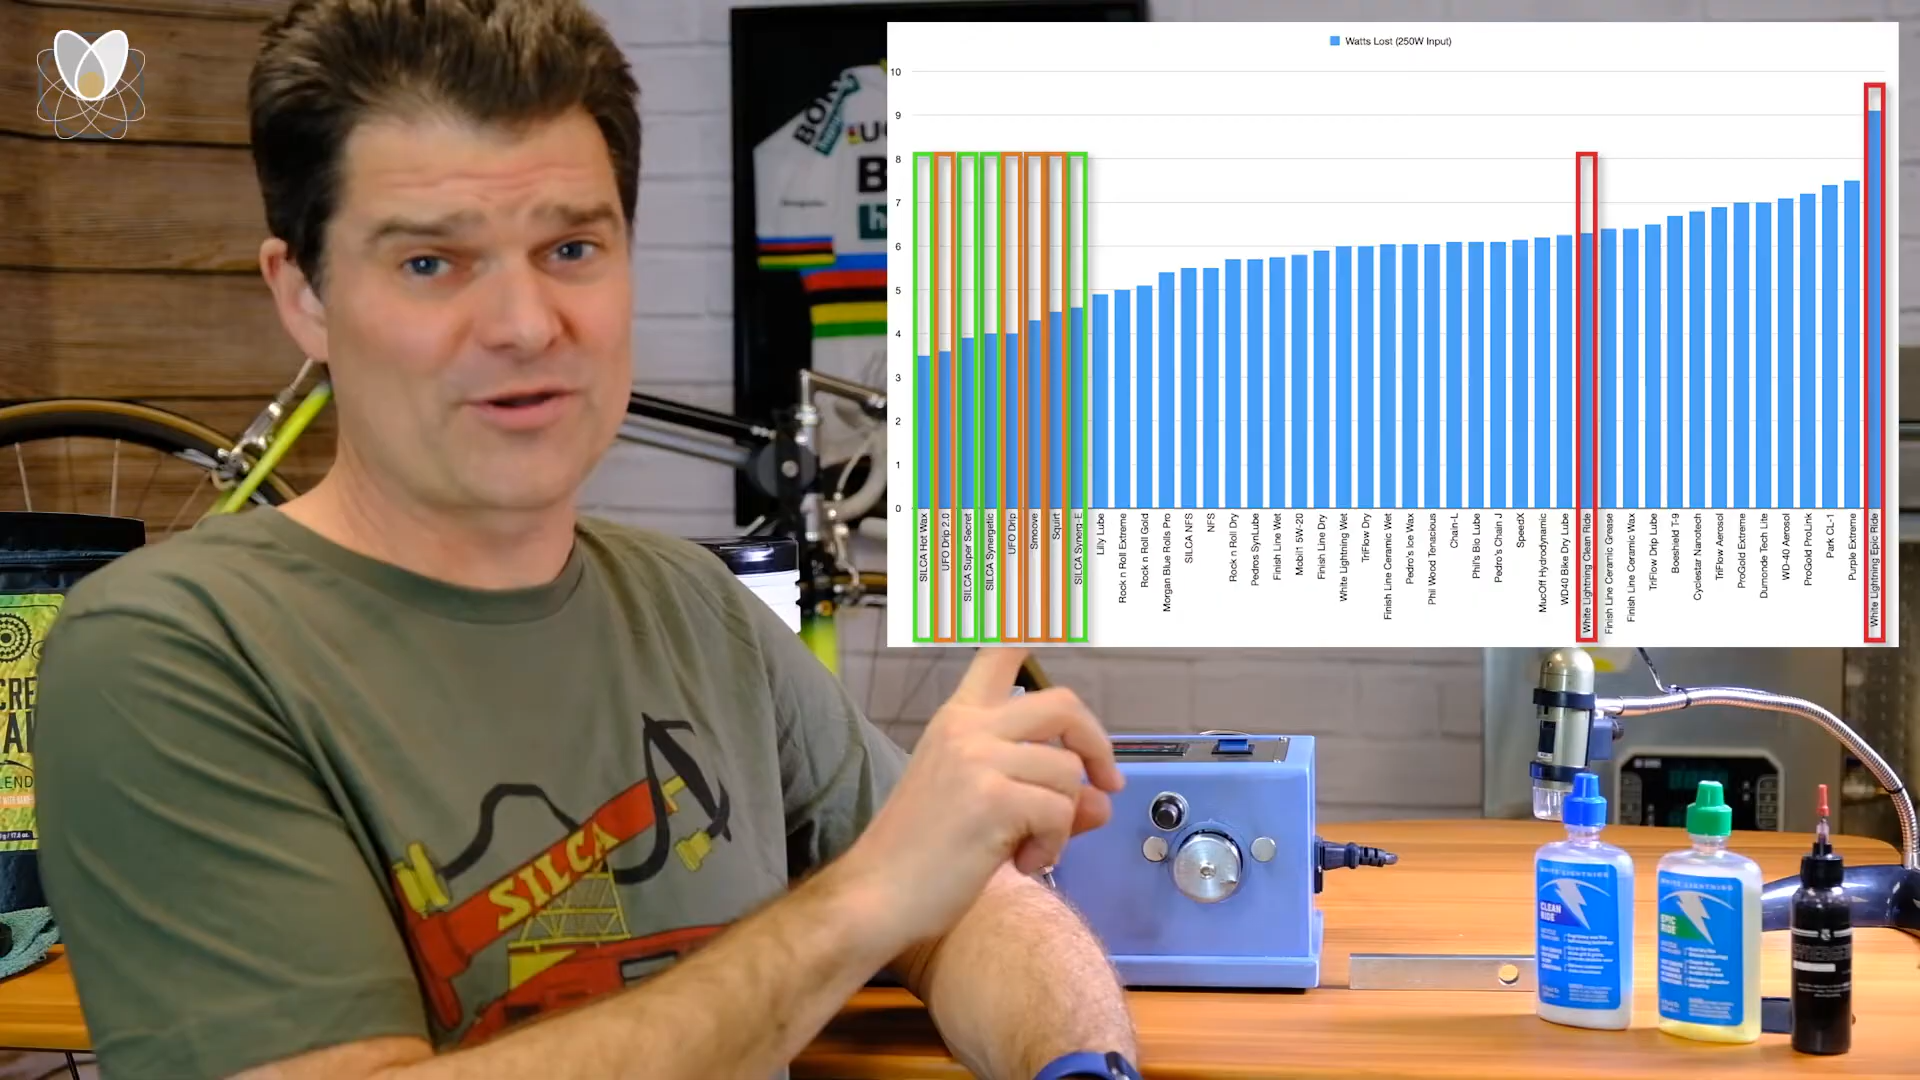 Watts Lost (250W Input)
10
9
8
7
6
5
4
3
2
1
0
SILCA Hot Wax
UFO Drip 2.0
SILCA Super Secret
SILCA Synergetic
UFO Drip
Smoove
Squirt
SILCA Synerg-E
Lilly Lube
Rock n Roll Extreme
Rock n Roll Gold
Morgan Blue Rolls Pro
SILCA NFS
NFS
Rock n Roll Dry
Pedros SynLube
Finish Line Wet
Mobil1 5W-20
Finish Line Dry
White Lightning Wet
TriFlow Dry
Finish Line Ceramic Wet
Pedro's Ice Wax
Phil Wood Tenacious
Chain-L
Phil's Bio Lube
Pedro's Chain J
SpeedX
MucOff Hydrodynamic
WD40 Bike Dry Lube
White Lightning Clean Ride
Finish Line Ceramic Grease
Finish Line Ceramic Wax
TriFlow Drip Lube
Boeshield T-9
Cyclestar Nanotech
TriFlow Aerosol
ProGold Extreme
Dumonde Tech Lite
WD-40 Aerosol
ProGold ProLink
Park CL-1
Purple Extreme
White Lightning Epic Ride
BO
B
h
SILCA
WHITE LIGHTNING
CLEAN
RIDE
WHITE LIGHTNING
EPIC
RIDE